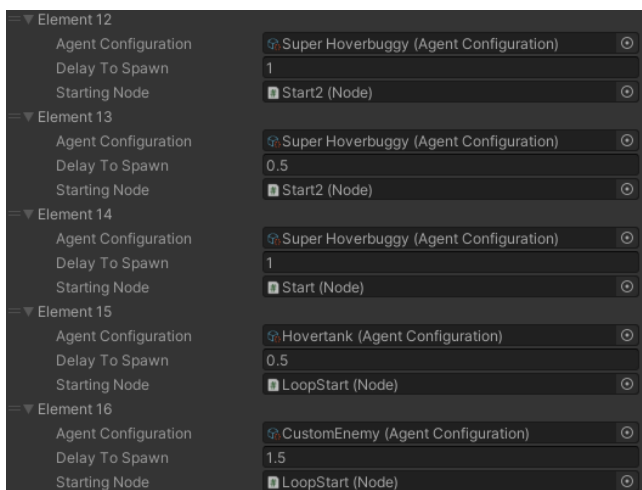 Element 12
Agent Configuration Super Hoverbuggy (Agent Configuration)
Delay To Spawn 1
Starting Node Start2 (Node)
Element 13
Agent Configuration Super Hoverbuggy (Agent Configuration)
Delay To Spawn 0.5
Starting Node Start2 (Node)
Element 14
Agent Configuration Super Hoverbuggy (Agent Configuration)
Delay To Spawn 1
Starting Node Start (Node)
Element 15
Agent Configuration Hovertank (Agent Configuration)
Delay To Spawn 0.5
Starting Node LoopStart (Node)
Element 16
Agent Configuration CustomEnemy (Agent Configuration)
Delay To Spawn 1.5
Starting Node LoopStart (Node)